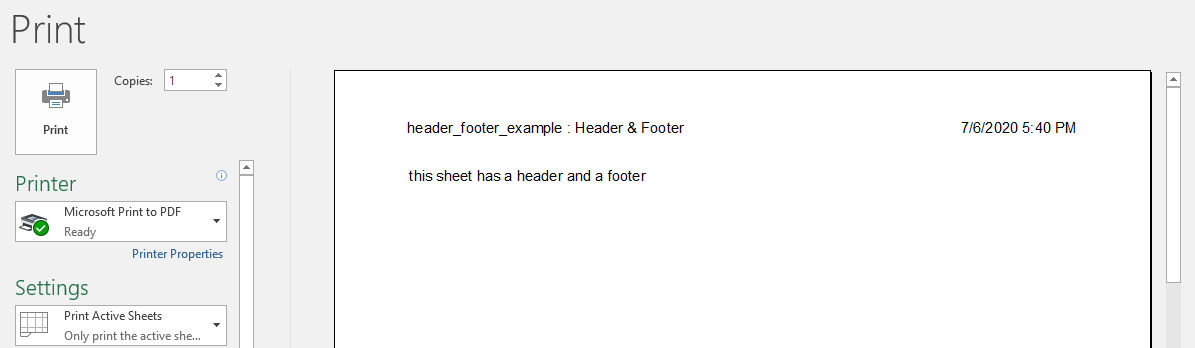 Print
Copies: 1
Print
Printer
Microsoft Print to PDF
Ready
Printer Properties
Settings
Print Active Sheets
Only print the active she...
header_footer_example : Header & Footer 7/6/2020 5:40 PM
this sheet has a header and a footer